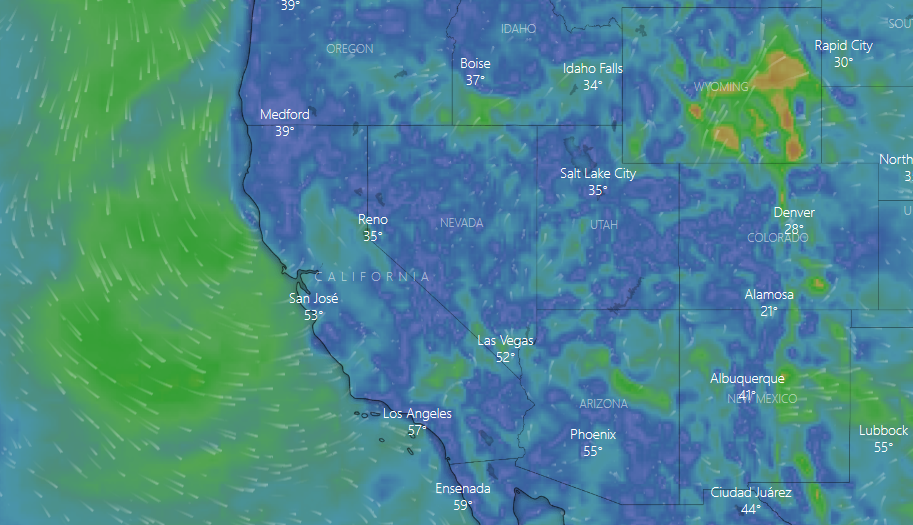 39°
OREGON
IDAHO
SOU
Boise
37°
Idaho Falls
34°
Rapid City
30°
WYOMING
Medford
39°
Salt Lake City
35°
North
3
Reno
35°
NEVADA
UTAH
Denver
28°
COLORADO
U
CALIFORNIA
San José
53°
Alamosa
21°
Las Vegas
52°
Albuquerque
41°
NEW MEXICO
ARIZONA
Los Angeles
57°
Phoenix
55°
Lubbock
55°
Ensenada
59°
Ciudad Juárez
44°